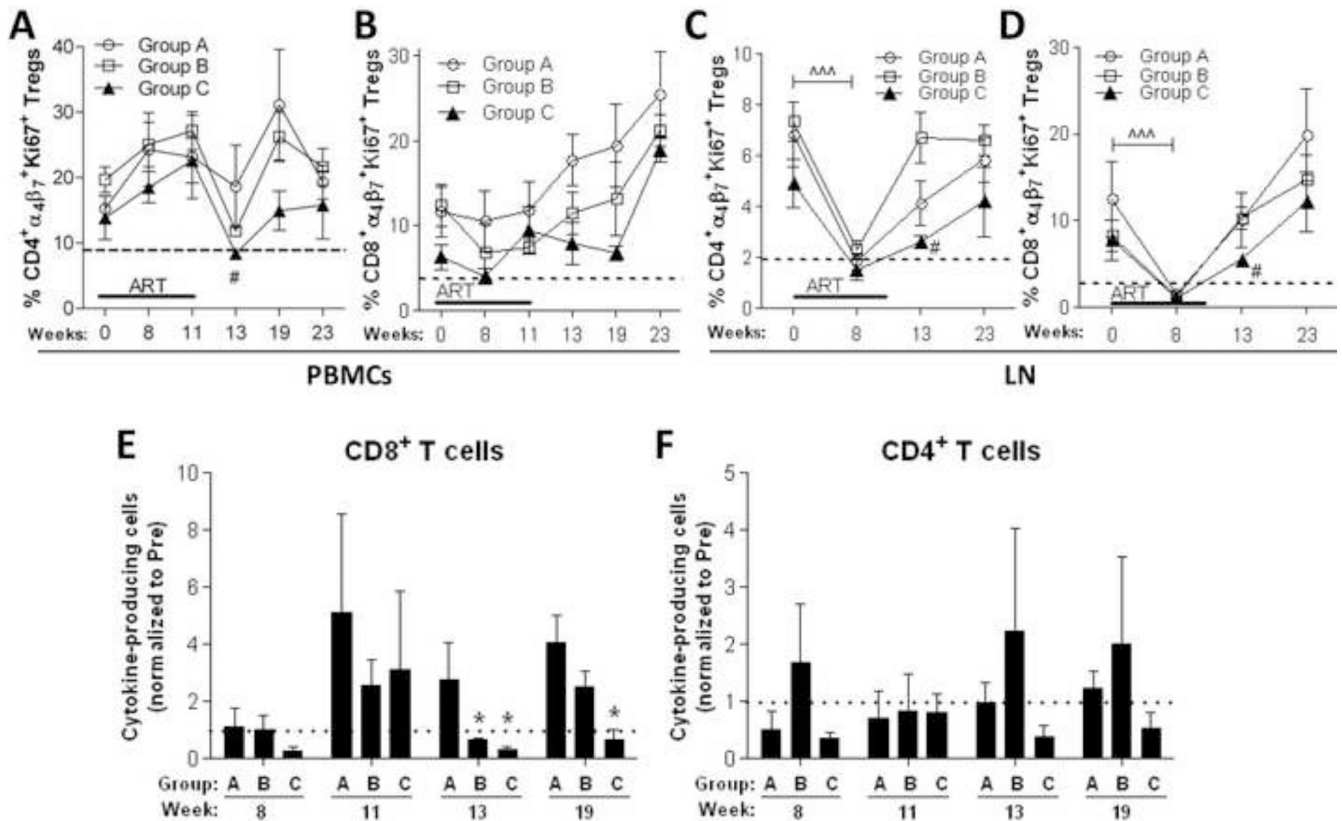 A
% CD4⁺ α₄β₇⁺Ki67⁺ Tregs
40
30
20
10
0
Group A
Group B
Group C
ART
#
Weeks: 0 8 11 13 19 23
B
% CD8⁺ α₄β₇⁺Ki67⁺ Tregs
30
20
10
0
Group A
Group B
Group C
ART
0 8 11 13 19 23
PBMCs
C
% CD4⁺ α₄β₇⁺Ki67⁺ Tregs
10
8
6
4
2
0
^^^
Group A
Group B
Group C
#
ART
Weeks: 0 8 13 23
D
% CD8⁺ α₄β₇⁺Ki67⁺ Tregs
30
20
10
0
^^^
Group A
Group B
Group C
#
ART
0 8 13 23
LN
E
CD8⁺ T cells
Cytokine-producing cells
(normalized to Pre)
10
8
6
4
2
0
* * *
Group: A B C A B C A B C A B C
Week: 8 11 13 19
F
CD4⁺ T cells
Cytokine-producing cells
(normalized to Pre)
5
4
3
2
1
0
Group: A B C A B C A B C A B C
Week: 8 11 13 19